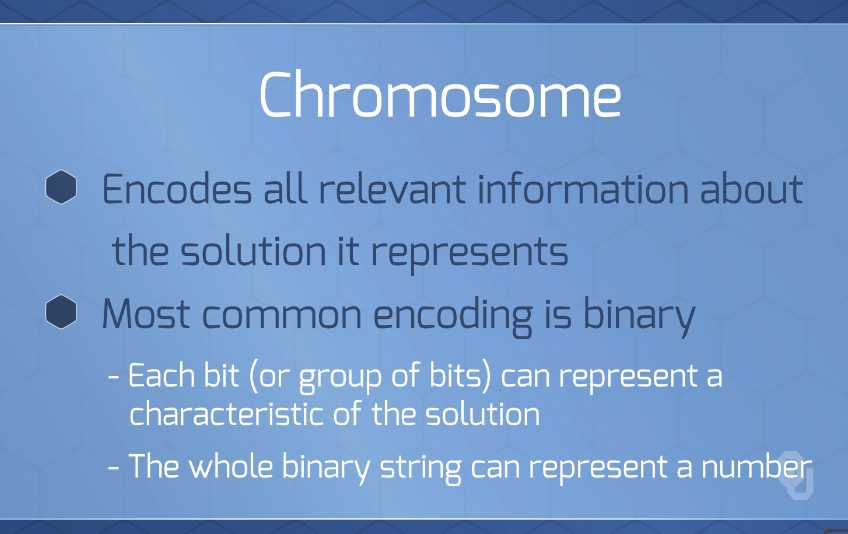 Chromosome
Encodes all relevant information about
the solution it represents
Most common encoding is binary
- Each bit (or group of bits) can represent a
characteristic of the solution
- The whole binary string can represent a number